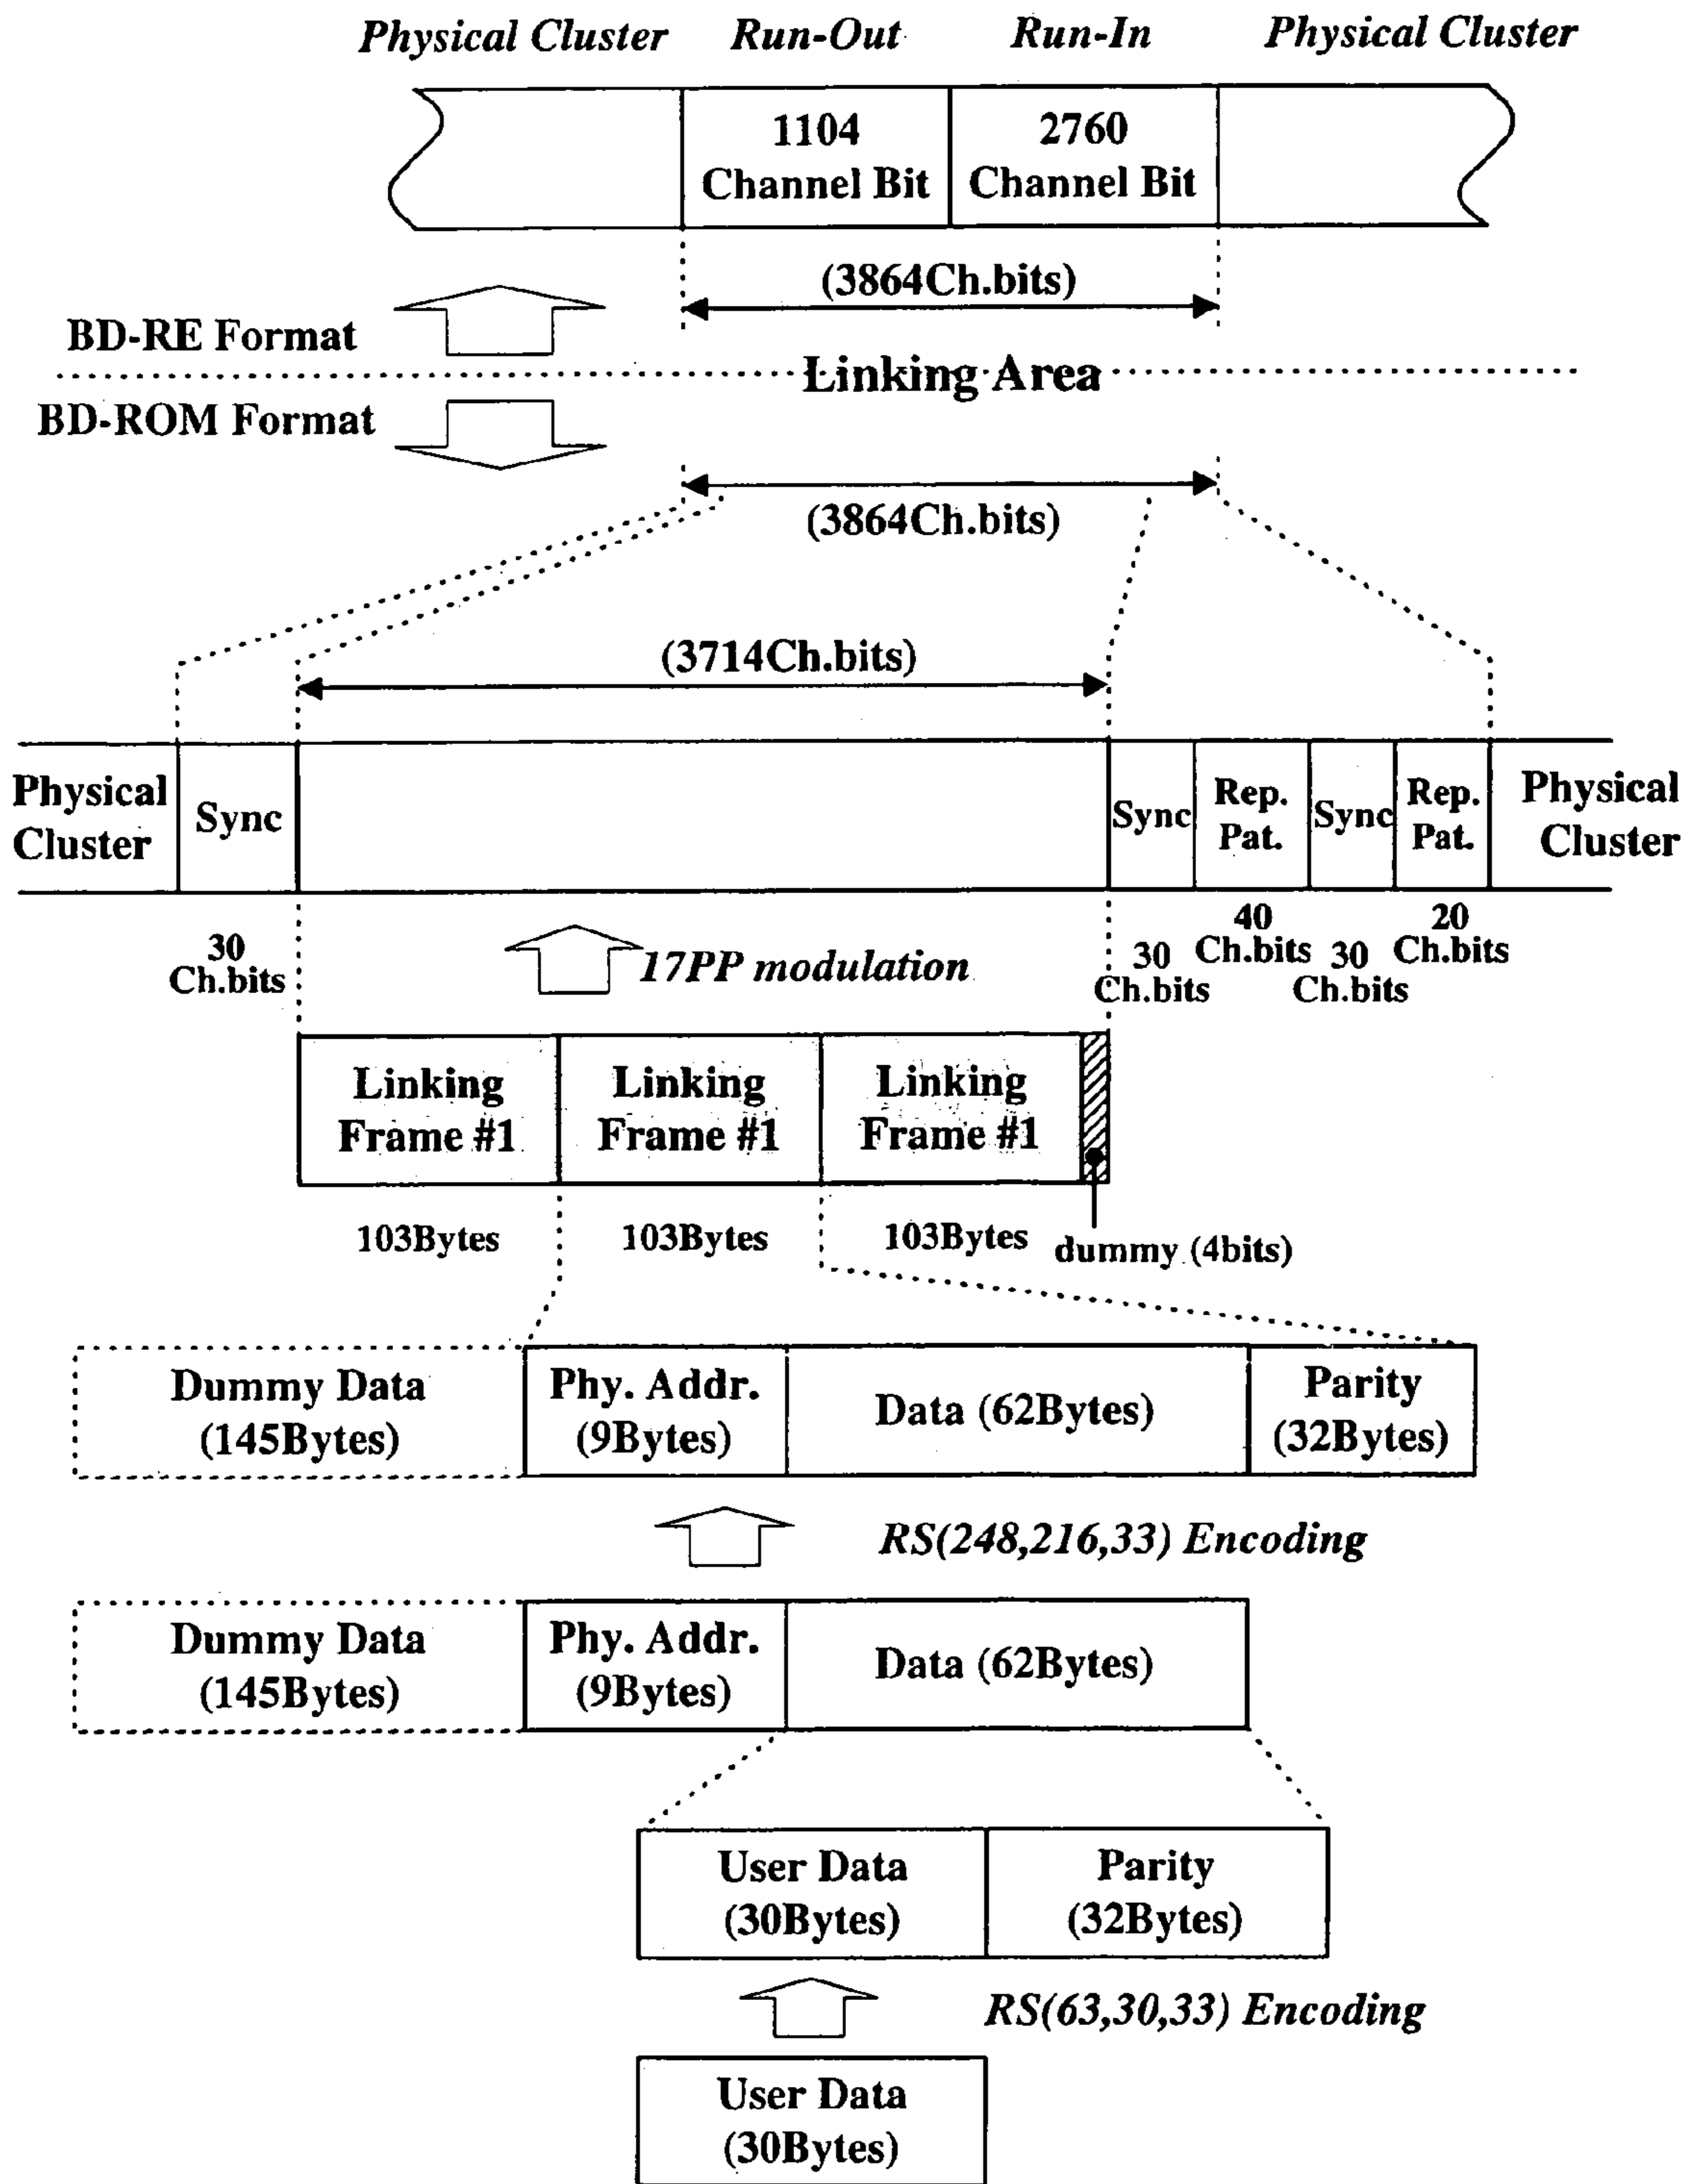 Physical Cluster Run-Out Run-In Physical Cluster
1104 Channel Bit
2760 Channel Bit
(3864Ch.bits)
BD-RE Format
Linking Area
BD-ROM Format
(3864Ch.bits)
(3714Ch.bits)
Physical Cluster
Sync
Sync
Rep. Pat.
Sync
Rep. Pat.
Physical Cluster
30 Ch.bits
17PP modulation
30 Ch.bits
40 Ch.bits
30 Ch.bits
20 Ch.bits
Linking Frame #1
Linking Frame #1
Linking Frame #1
103Bytes
103Bytes
103Bytes
dummy (4bits)
Dummy Data (145Bytes)
Phy. Addr. (9Bytes)
Data (62Bytes)
Parity (32Bytes)
RS(248,216,33) Encoding
Dummy Data (145Bytes)
Phy. Addr. (9Bytes)
Data (62Bytes)
User Data (30Bytes)
Parity (32Bytes)
RS(63,30,33) Encoding
User Data (30Bytes)